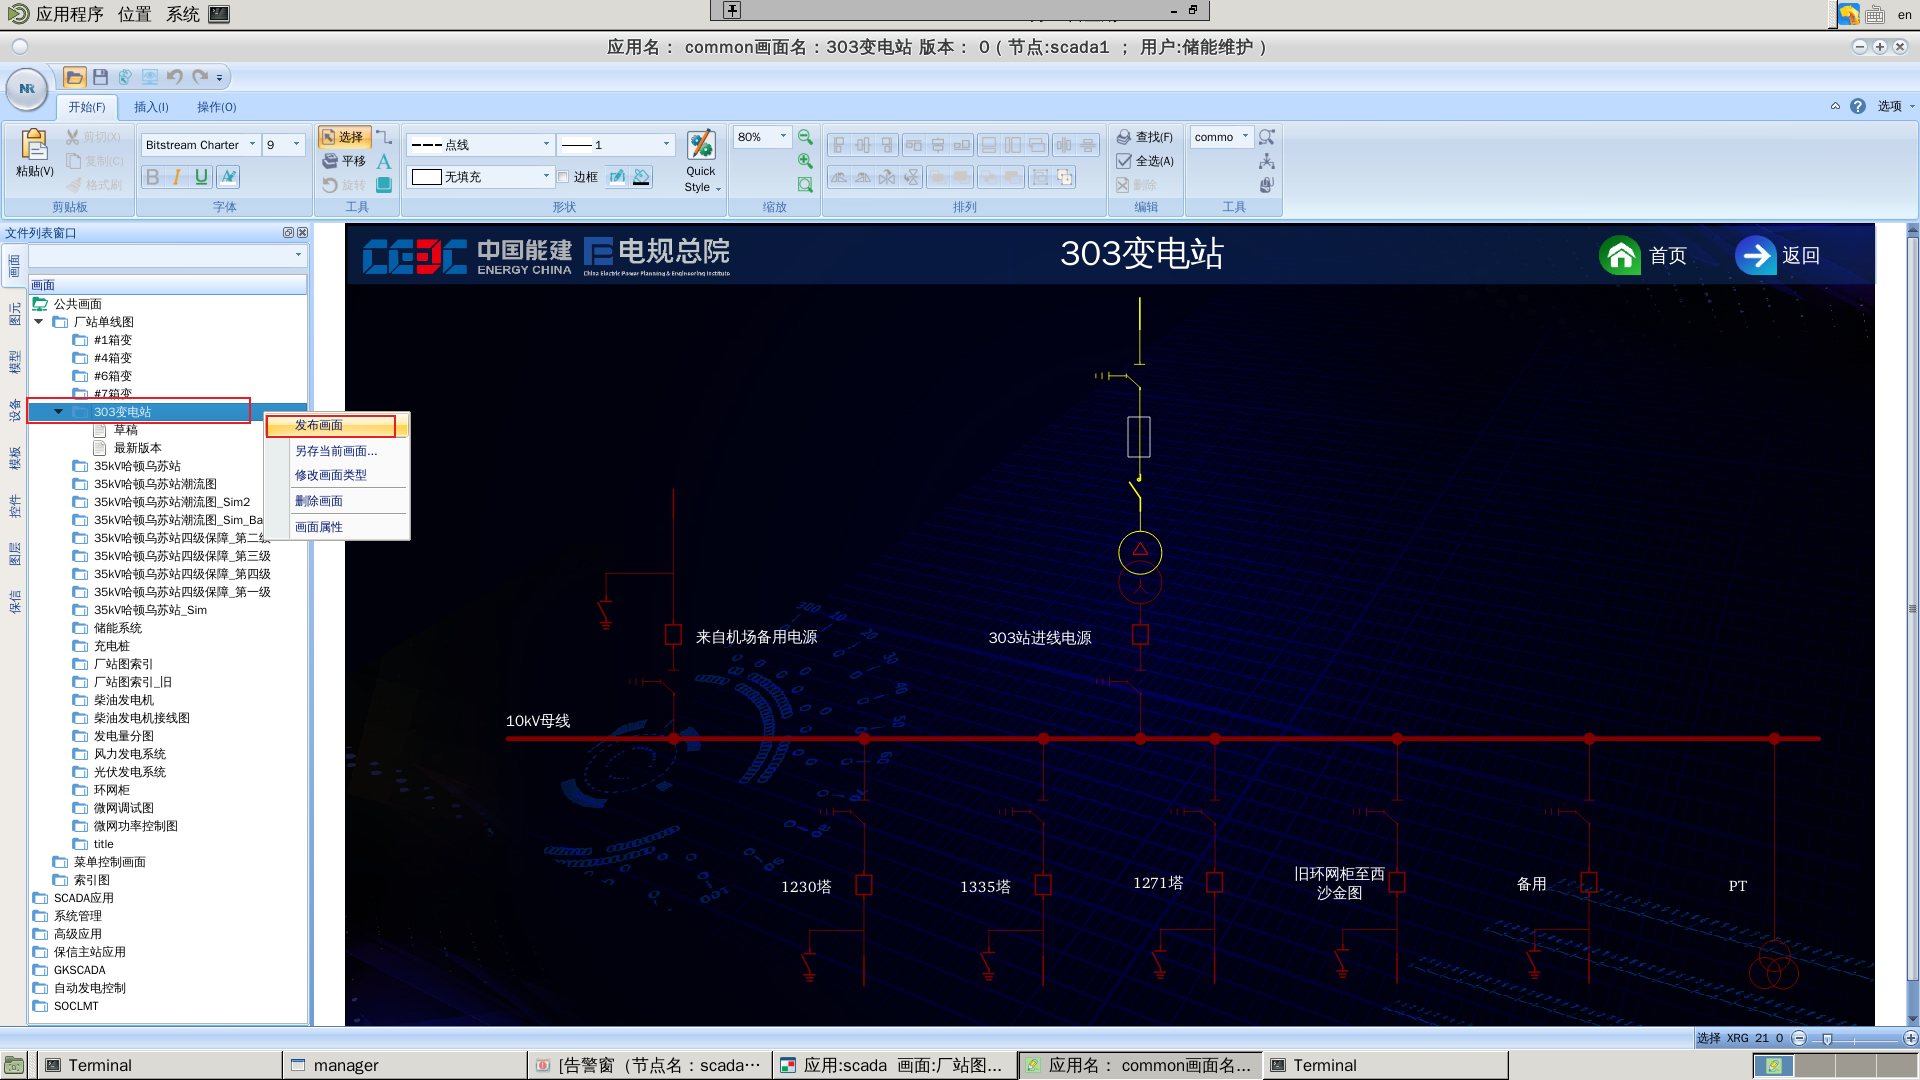 应用程序 位置 系统
en
应用名： common画面名：303变电站 版本： 0 ( 节点:scada1 ； 用户:储能维护 )
NR
开始(F) 插入(I) 操作(O)
选项
粘贴(V)
剪切(X)
复制(C)
格式刷
剪贴板
Bitstream Charter 9
B I U A
字体
选择
平移
旋转
A
工具
点线 1
无填充 边框
Quick
Style
形状
80%
缩放
排列
查找(F)
全选(A)
删除
编辑
commo
工具
文件列表窗口
画面
图元
模型
设备
模板
控件
图层
保信
画面
公共画面
厂站单线图
#1箱变
#4箱变
#6箱变
#7箱变
303变电站
草稿
最新版本
35kV哈顿乌苏站
35kV哈顿乌苏站潮流图
35kV哈顿乌苏站潮流图_Sim2
35kV哈顿乌苏站潮流图_Sim_Ba
35kV哈顿乌苏站四级保障_第二级
35kV哈顿乌苏站四级保障_第三级
35kV哈顿乌苏站四级保障_第四级
35kV哈顿乌苏站四级保障_第一级
35kV哈顿乌苏站_Sim
储能系统
充电桩
厂站图索引
厂站图索引_旧
柴油发电机
柴油发电机接线图
发电量分图
风力发电系统
光伏发电系统
环网柜
微网调试图
微网功率控制图
title
菜单控制画面
索引图
SCADA应用
系统管理
高级应用
保信主站应用
GKSCADA
自动发电控制
SOCLMT
发布画面
另存当前画面...
修改画面类型
删除画面
画面属性
CEEC 中国能建
ENERGY CHINA
电规总院
China Electric Power Planning & Engineering Institute
303变电站
首页
返回
来自机场备用电源
303站进线电源
10kV母线
1230塔
1335塔
1271塔
旧环网柜至西
沙金图
备用
PT
300 10 20 30 40 50 60
选择 XRG 21 0
Terminal
manager
[告警窗（节点名：scada…
应用:scada 画面:厂站图...
应用名： common画面名...
Terminal